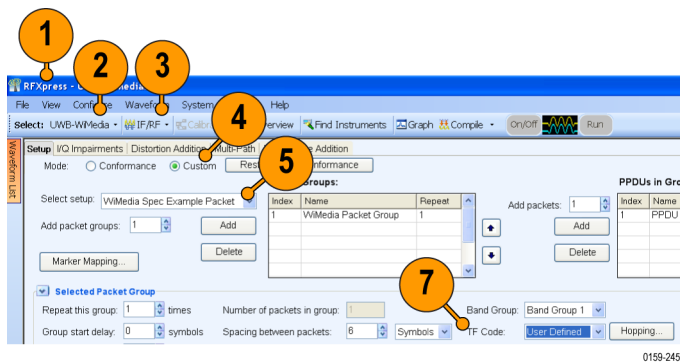 1
2
3
RFXpress -
File View Waveform System Help
Select: UWB-WiMedia IF/RF Find Instruments Graph Compile On/Off Run
4
Waveform List
Setup I/Q Impairments Distortion Addition Multi-Path Addition
Mode: Conformance Custom
5
Groups: PPDUs in Gro
Select setup: WiMedia Spec Example Packet Index Name Repeat Add packets: 1 Index Name
1 WiMedia Packet Group 1 1 PPDU
Add packet groups: 1 Add Add
Delete Delete
Marker Mapping...
7
Selected Packet Group
Repeat this group: 1 times Number of packets in group: 1 Band Group: Band Group 1
Group start delay: 0 symbols Spacing between packets: 6 Symbols TF Code: User Defined Hopping...
0159-245